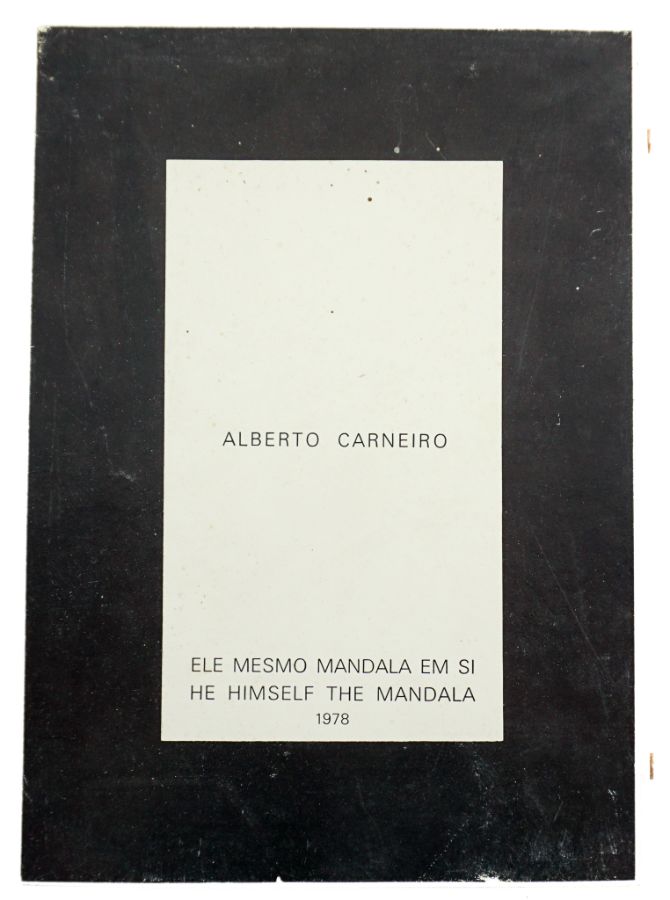 ALBERTO CARNEIRO
ELE MESMO MANDALA EM SI
HE HIMSELF THE MANDALA
1978